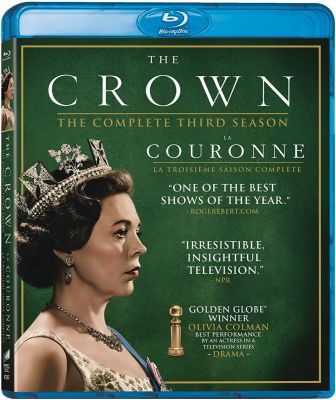 Blu-ray Disc
THE
CROWN
THE COMPLETE THIRD SEASON
LA
COURONNE
LA TROISIÈME SAISON COMPLÈTE
“ONE OF THE BEST
SHOWS OF THE YEAR.”
- ROGEREBERT.COM
“IRRESISTIBLE,
INSIGHTFUL
TELEVISION.”
- NPR
GOLDEN GLOBE®
WINNER
OLIVIA COLMAN
BEST PERFORMANCE
BY AN ACTRESS IN A
TELEVISION SERIES
- DRAMA -
THE CROWN
LA COURONNE